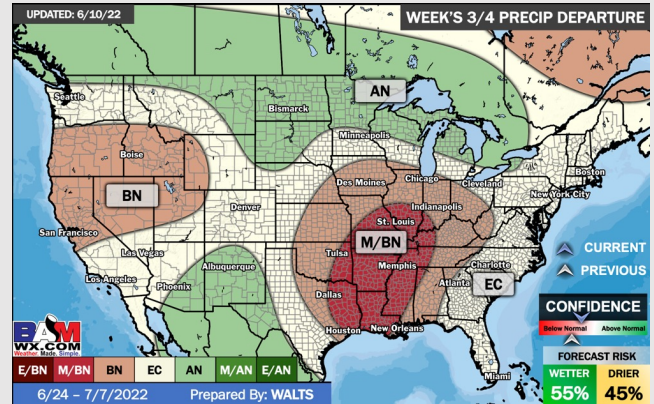 UPDATED: 6/10/22
WEEK'S 3/4 PRECIP DEPARTURE
Seattle
Bismarck
AN
Minneapolis
Boise
Boston
Chicago
Cleveland
Des Moines
New York City
BN
Denver
Indianapolis
San Francisco
St. Louis
M/BN
CURRENT
Las Vegas
Tulsa
Memphis
Charlotte
PREVIOUS
Los Angeles
Albuquerque
Phoenix
Atlanta
EC
Dallas
CONFIDENCE
Below Normal Above Normal
Houston
New Orleans
BAM
WX.COM
Weather. Made. Simple.
FORECAST RISK
E/BN M/BN BN EC AN M/AN E/AN
WETTER DRIER
Miami
55% 45%
6/24 – 7/7/2022 Prepared By: WALTS